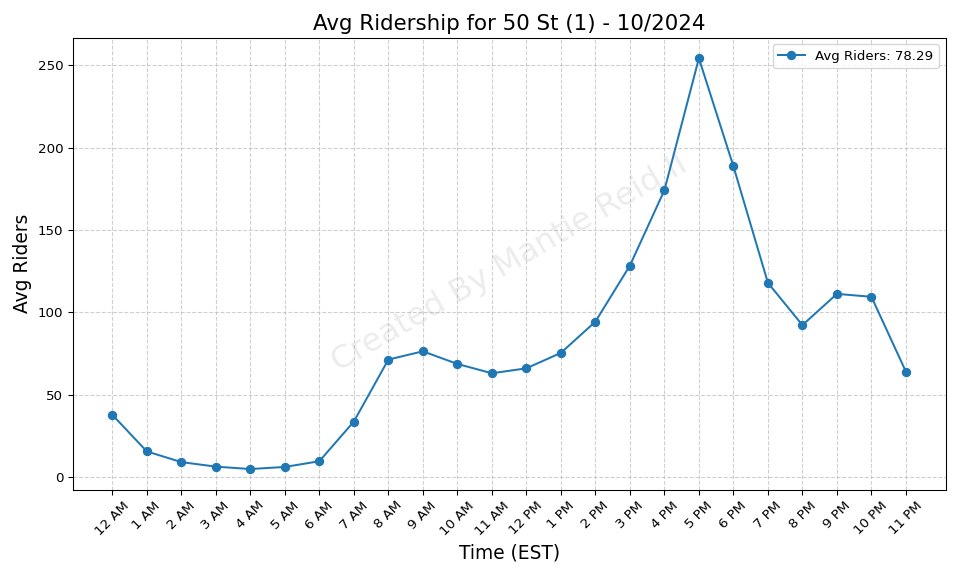 Avg Ridership for 50 St (1) - 10/2024
Avg Riders: 78.29
Avg Riders
250
200
150
100
50
0
Created By Mantle Reid II
12 AM
1 AM
2 AM
3 AM
4 AM
5 AM
6 AM
7 AM
8 AM
9 AM
10 AM
11 AM
12 PM
1 PM
2 PM
3 PM
4 PM
5 PM
6 PM
7 PM
8 PM
9 PM
10 PM
11 PM
Time (EST)